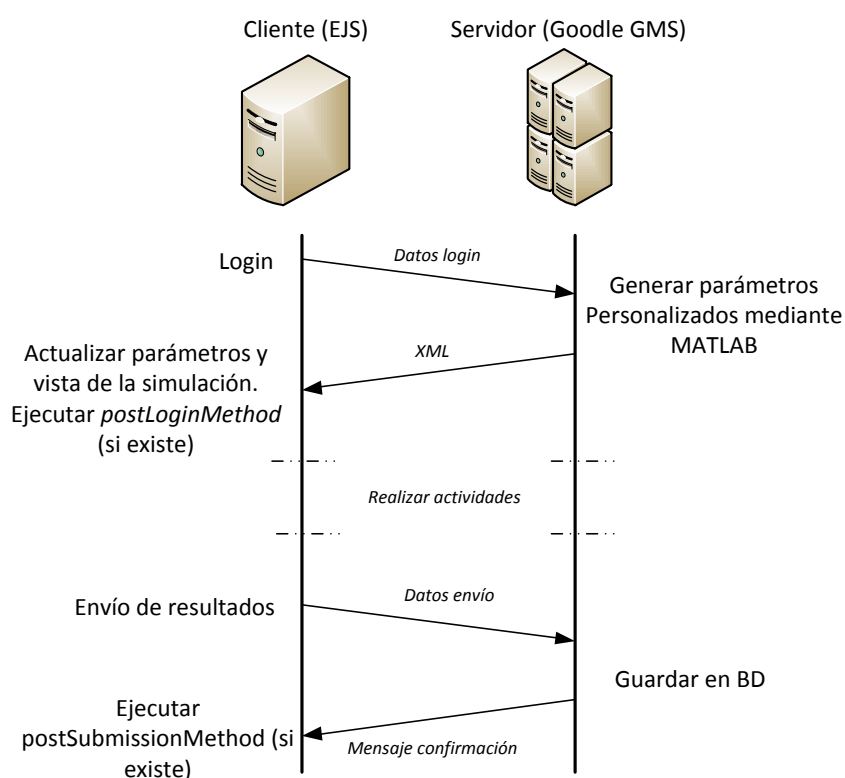 Cliente (EJS)
Servidor (Goodle GMS)
Login
Datos login
Generar parámetros
Personalizados mediante
MATLAB
XML
Actualizar parámetros y
vista de la simulación.
Ejecutar postLoginMethod
(si existe)
Realizar actividades
Envío de resultados
Datos envío
Guardar en BD
Ejecutar
postSubmissionMethod (si
existe)
Mensaje confirmación